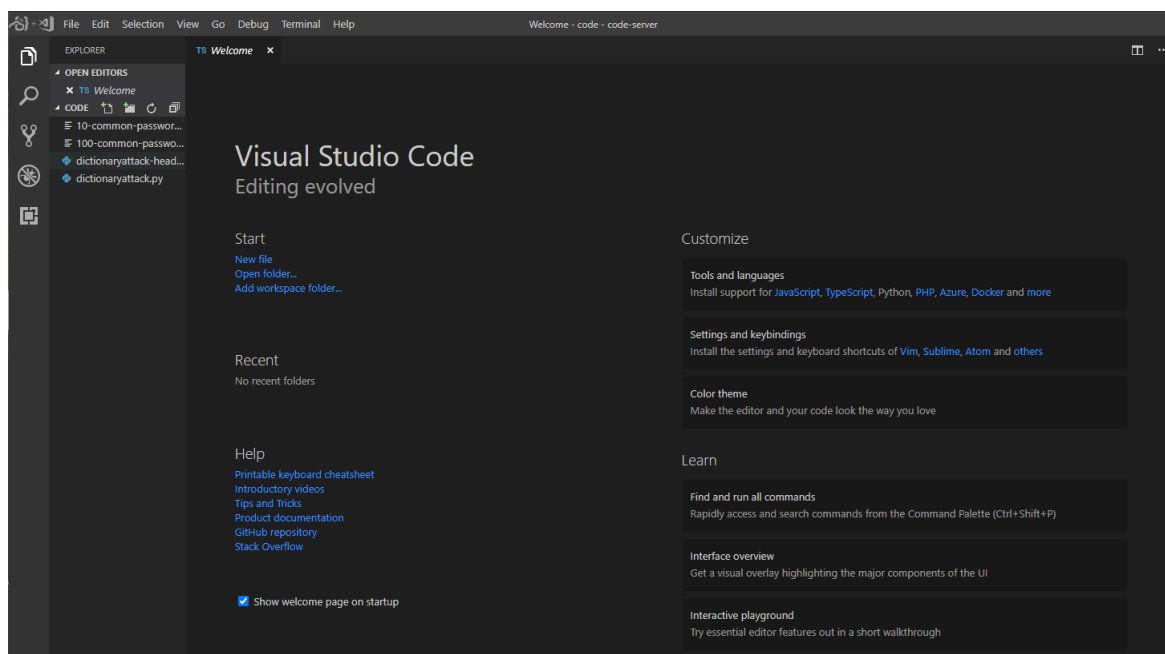 File Edit Selection View Go Debug Terminal Help
Welcome - code - code-server
EXPLORER
TS Welcome ×
OPEN EDITORS
× TS Welcome
CODE
10-common-passwor...
100-common-passwo...
dictionaryattack-head...
dictionaryattack.py
Visual Studio Code
Editing evolved
Start
New file
Open folder...
Add workspace folder...
Recent
No recent folders
Help
Printable keyboard cheatsheet
Introductory videos
Tips and Tricks
Product documentation
GitHub repository
Stack Overflow
Show welcome page on startup
Customize
Tools and languages
Install support for JavaScript, TypeScript, Python, PHP, Azure, Docker and more
Settings and keybindings
Install the settings and keyboard shortcuts of Vim, Sublime, Atom and others
Color theme
Make the editor and your code look the way you love
Learn
Find and run all commands
Rapidly access and search commands from the Command Palette (Ctrl+Shift+P)
Interface overview
Get a visual overlay highlighting the major components of the UI
Interactive playground
Try essential editor features out in a short walkthrough